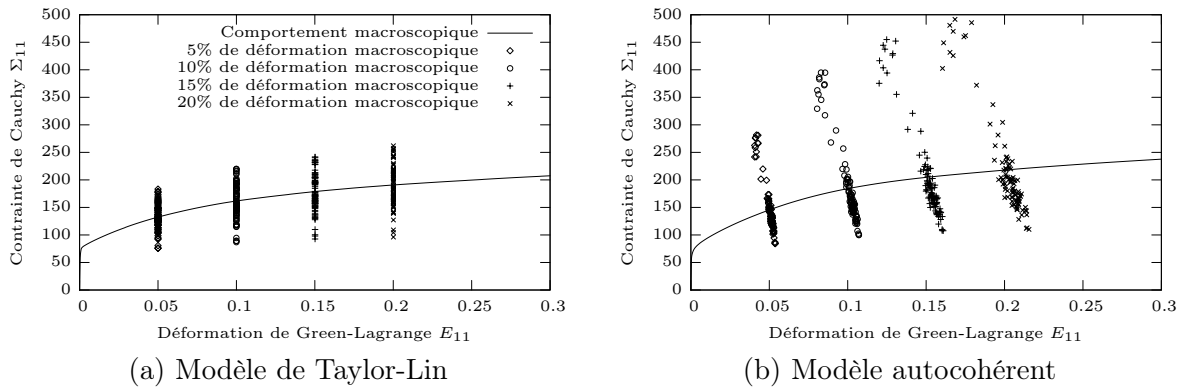 Contrainte de Cauchy Σ11
500
450
400
350
300
250
200
150
100
50
0
Comportement macroscopique
5% de déformation macroscopique
10% de déformation macroscopique
15% de déformation macroscopique
20% de déformation macroscopique
0 0.05 0.1 0.15 0.2 0.25 0.3
Déformation de Green-Lagrange E11
(a) Modèle de Taylor-Lin
Contrainte de Cauchy Σ11
500
450
400
350
300
250
200
150
100
50
0
0 0.05 0.1 0.15 0.2 0.25 0.3
Déformation de Green-Lagrange E11
(b) Modèle autocohérent